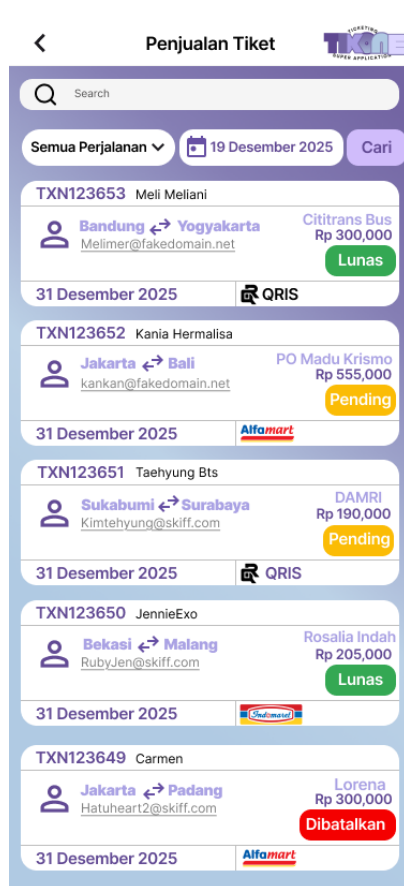 Penjualan Tiket
TICKETING
TIKONE
SUPER APPLICATION
Search
Semua Perjalanan
19 Desember 2025
Cari
TXN123653 Meli Meliani
Bandung Yogyakarta
Cititrans Bus
Melimer@fakedomain.net
Rp 300,000
Lunas
31 Desember 2025
QRIS
TXN123652 Kania Hermalisa
Jakarta Bali
PO Madu Krismo
kankan@fakedomain.net
Rp 555,000
Pending
31 Desember 2025
Alfamart
TXN123651 Taehyung Bts
Sukabumi Surabaya
DAMRI
Kimtehyung@skiff.com
Rp 190,000
Pending
31 Desember 2025
QRIS
TXN123650 JennieExo
Bekasi Malang
Rosalia Indah
RubyJen@skiff.com
Rp 205,000
Lunas
31 Desember 2025
Indomaret
TXN123649 Carmen
Jakarta Padang
Lorena
Hatuheart2@skiff.com
Rp 300,000
Dibatalkan
31 Desember 2025
Alfamart